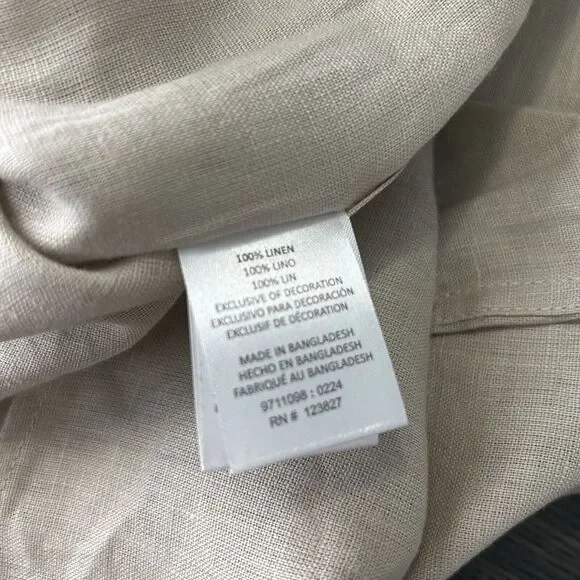 100% LINEN
100% LINO
100% LIN
EXCLUSIVE OF DECORATION
EXCLUSIVO PARA DECORACIÓN
EXCLUSIF DE DÉCORATION
MADE IN BANGLADESH
HECHO EN BANGLADESH
FABRIQUÉ AU BANGLADESH
9711098 : 0224
RN # 123827